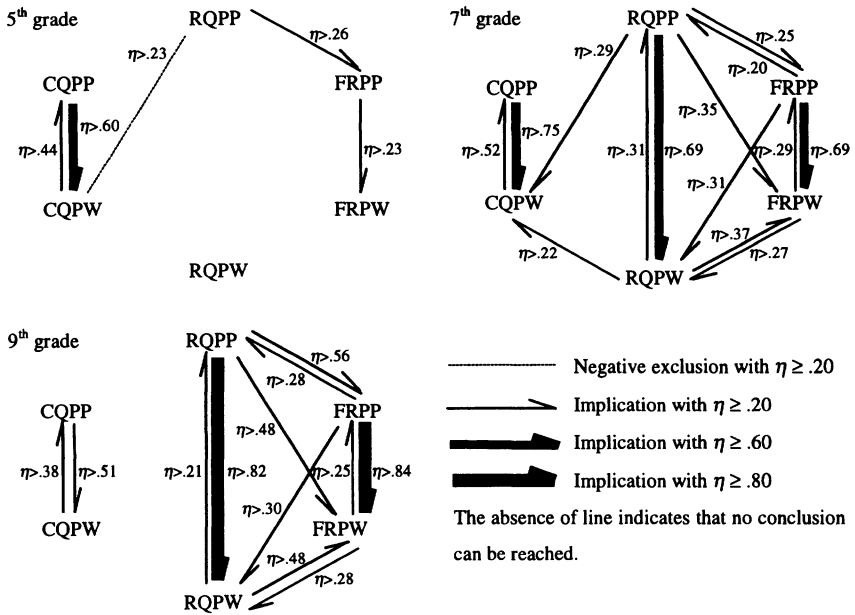 5th grade
RQPP
η>.23
η>.26
CQPP
FRPP
η>.44
η>.60
η>.23
CQPW
FRPW
RQPW
7th grade
RQPP
η>.25
η>.29
η>.20
CQPP
FRPP
η>.35
η>.52
η>.75
η>.31
η>.69
η>.29
η>.69
η>.31
CQPW
FRPW
η>.37
η>.22
η>.27
RQPW
9th grade
RQPP
η>.56
η>.28
CQPP
FRPP
η>.48
η>.38
η>.51
η>.21
η>.82
η>.25
η>.84
η>.30
CQPW
FRPW
η>.48
η>.28
RQPW
Negative exclusion with η ≥ .20
Implication with η ≥ .20
Implication with η ≥ .60
Implication with η ≥ .80
The absence of line indicates that no conclusion
can be reached.